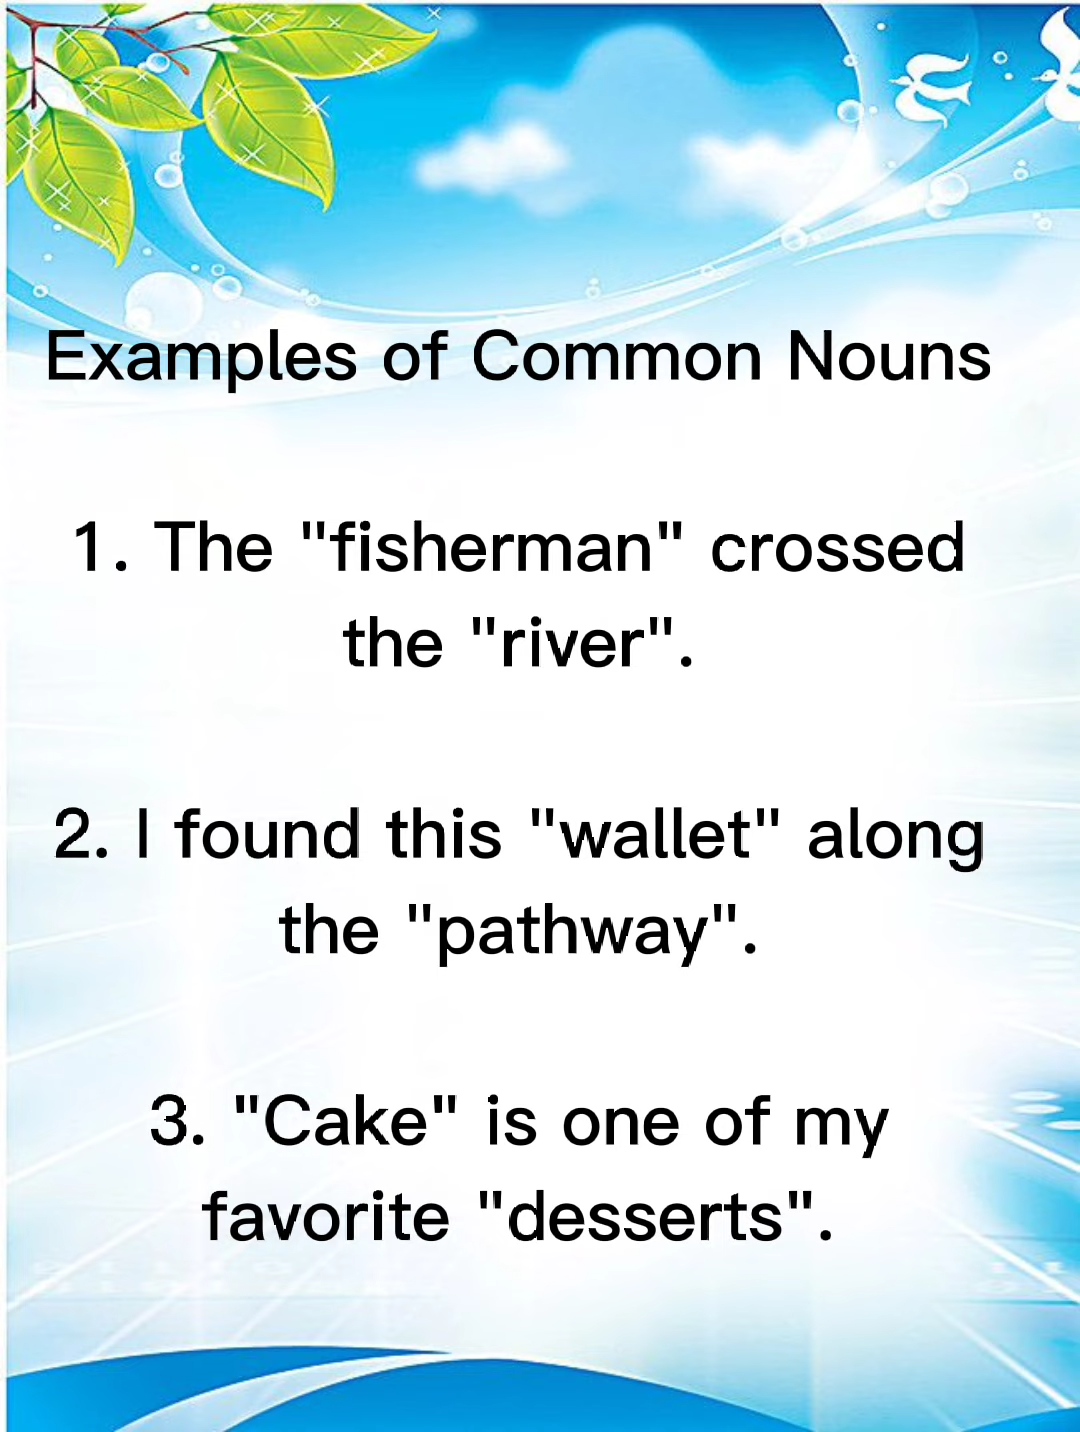 Examples of Common Nouns
1. The "fisherman" crossed
the "river".
2. I found this "wallet" along
the "pathway".
3. "Cake" is one of my
favorite "desserts".